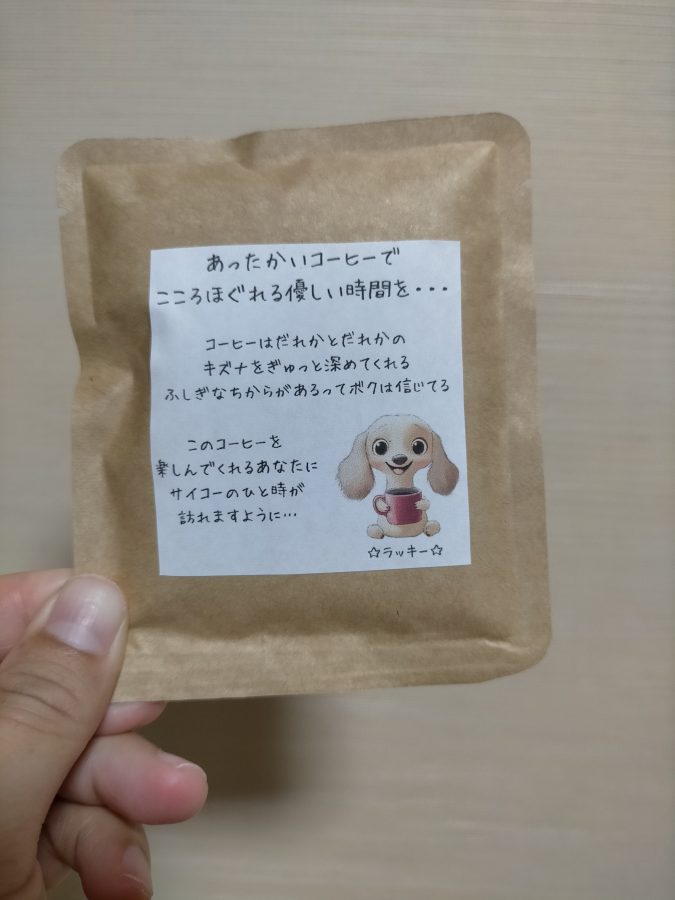 あったかいコーヒーで
こころほぐれる優しい時間を・・・
コーヒーはだれかとだれかの
キズナをぎゅっと深めてくれる
ふしぎなちからがあるってボクは信じてる
このコーヒーを
楽しんでくれるあなたに
サイコーのひと時が
訪れますように…
☆ラッキー☆